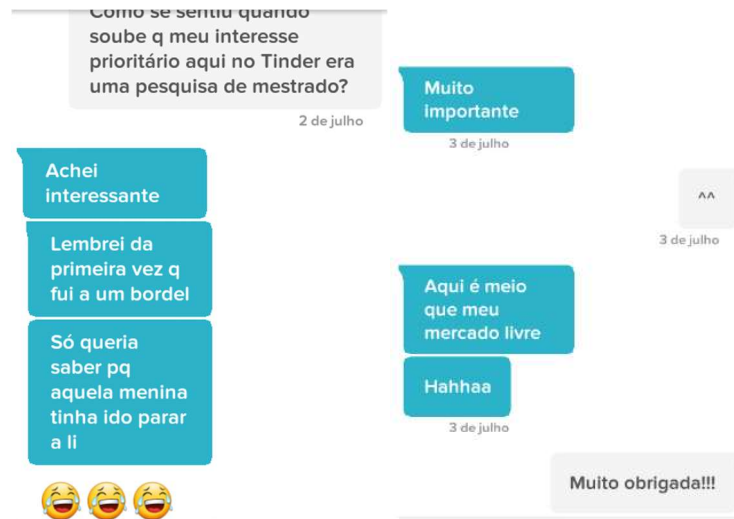 Como se sentiu quando
soube q meu interesse
prioritário aqui no Tinder era
uma pesquisa de mestrado?
2 de julho
Achei
interessante
Lembrei da
primeira vez q
fui a um bordel
Só queria
saber pq
aquela menina
tinha ido parar
a li
Muito
importante
3 de julho
^^
3 de julho
Aqui é meio
que meu
mercado livre
Hahhaa
3 de julho
Muito obrigada!!!